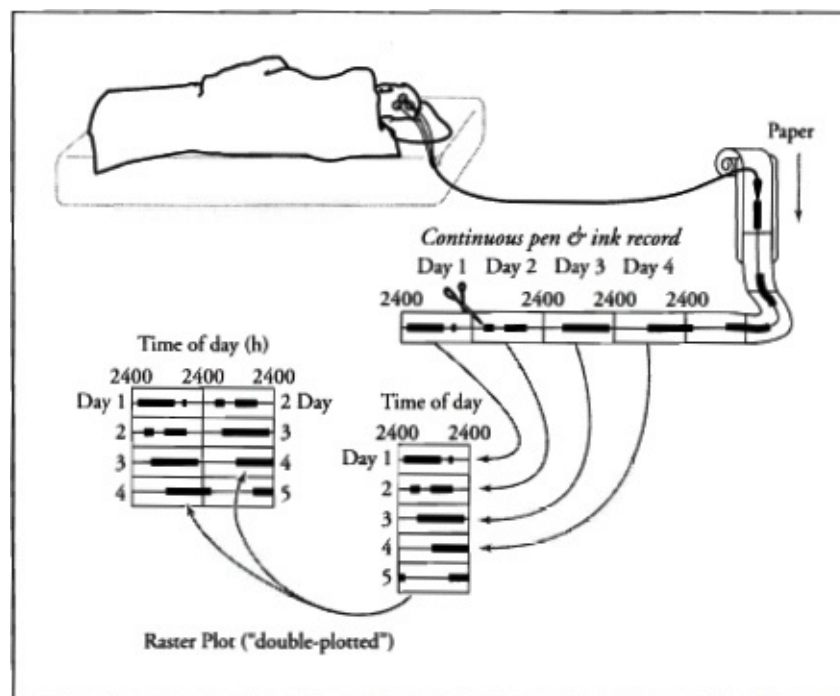 Paper
Continuous pen & ink record
Day 1 Day 2 Day 3 Day 4
2400 2400 2400 2400
Time of day (h)
2400 2400 2400
Day 1 2 Day
2 3
3 4
4 5
Time of day
2400 2400
Day 1
2
3
4
5
Raster Plot ("double-plotted")